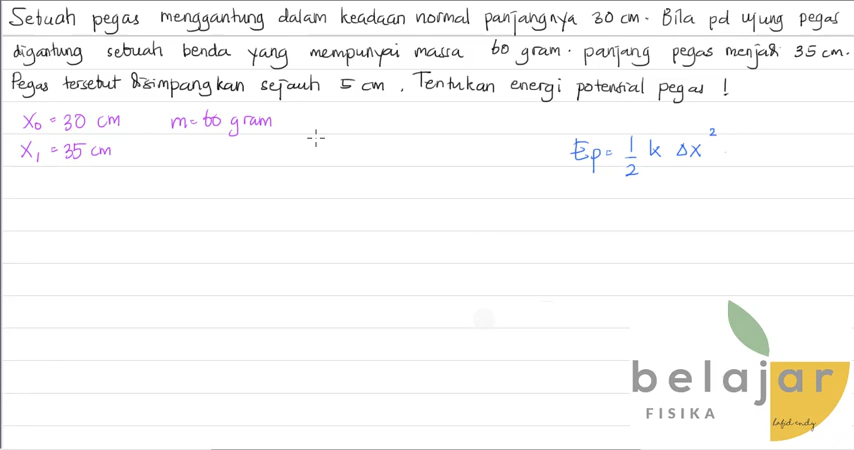 Sebuah pegas menggantung dalam keadaan normal panjangnya 30 cm. Bila pd ujung pegas
digantung sebuah benda yang mempunyai massa 60 gram. panjang pegas menjadi 35 cm.
Pegas tersebut disimpangkan sejauh 5 cm. Tentukan energi potensial pegas !
x₀ = 30 cm m = 60 gram
x₁ = 35 cm
Ep = 1/2 k Δx²
belajar
FISIKA